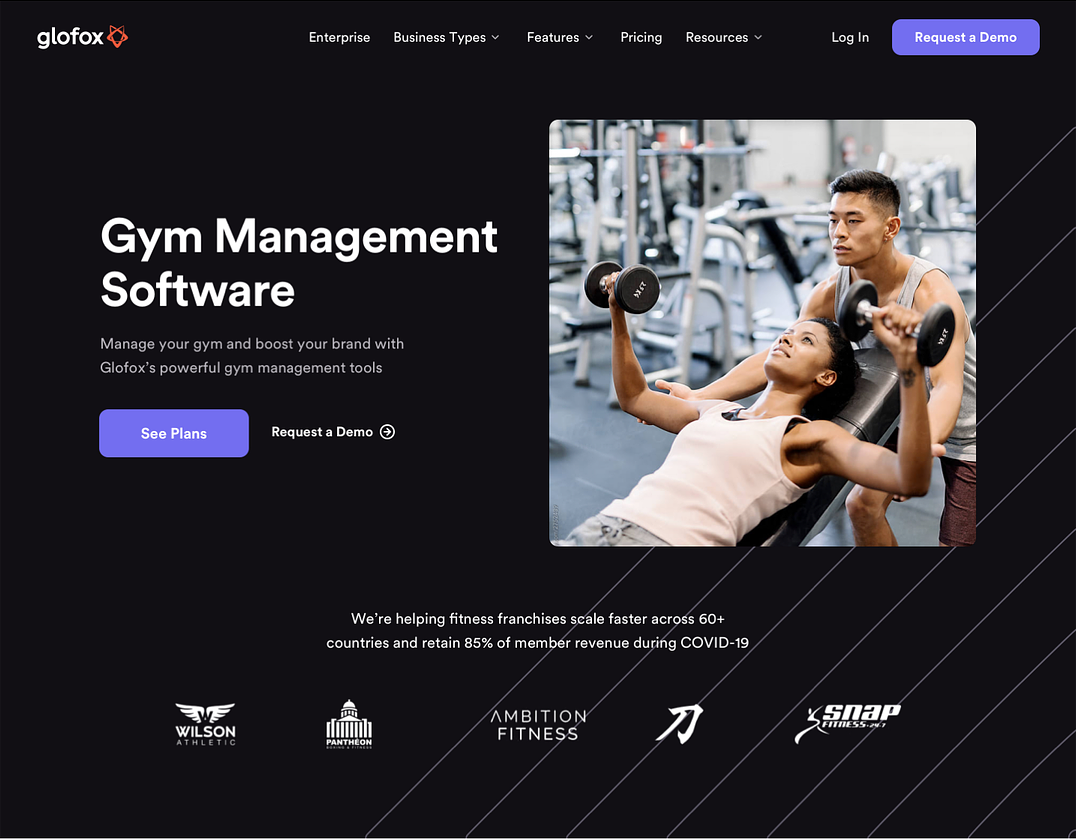 glofox
Enterprise
Business Types
Features
Pricing
Resources
Log In
Request a Demo
Gym Management
Software
Manage your gym and boost your brand with
Glofox’s powerful gym management tools
See Plans
Request a Demo
We’re helping fitness franchises scale faster across 60+
countries and retain 85% of member revenue during COVID-19
WILSON
ATHLETIC
PANTHEON
BOXING & FITNESS
AMBITION
FITNESS
SNAP
FITNESS 24-7